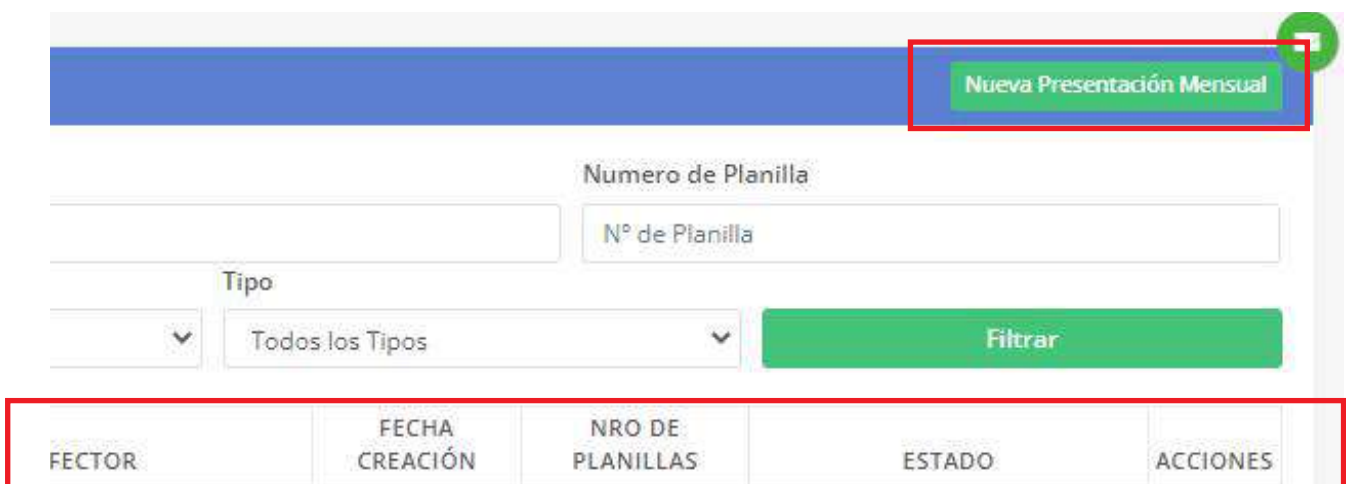 Nueva Presentación Mensual
Numero de Planilla
N° de Planilla
Tipo
Todos los Tipos
Filtrar
FECTOR
FECHA CREACIÓN
NRO DE PLANILLAS
ESTADO
ACCIONES